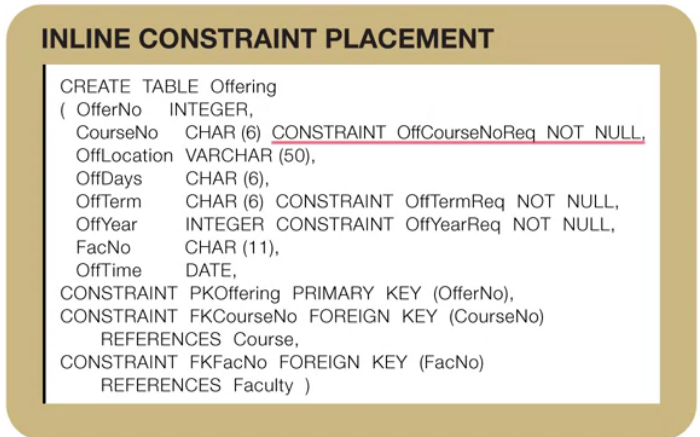 INLINE CONSTRAINT PLACEMENT
CREATE TABLE Offering
( OfferNo INTEGER,
CourseNo CHAR (6) CONSTRAINT OffCourseNoReq NOT NULL,
OffLocation VARCHAR (50),
OffDays CHAR (6),
OffTerm CHAR (6) CONSTRAINT OffTermReq NOT NULL,
OffYear INTEGER CONSTRAINT OffYearReq NOT NULL,
FacNo CHAR (11),
OffTime DATE,
CONSTRAINT PKOffering PRIMARY KEY (OfferNo),
CONSTRAINT FKCourseNo FOREIGN KEY (CourseNo)
REFERENCES Course,
CONSTRAINT FKFacNo FOREIGN KEY (FacNo)
REFERENCES Faculty )